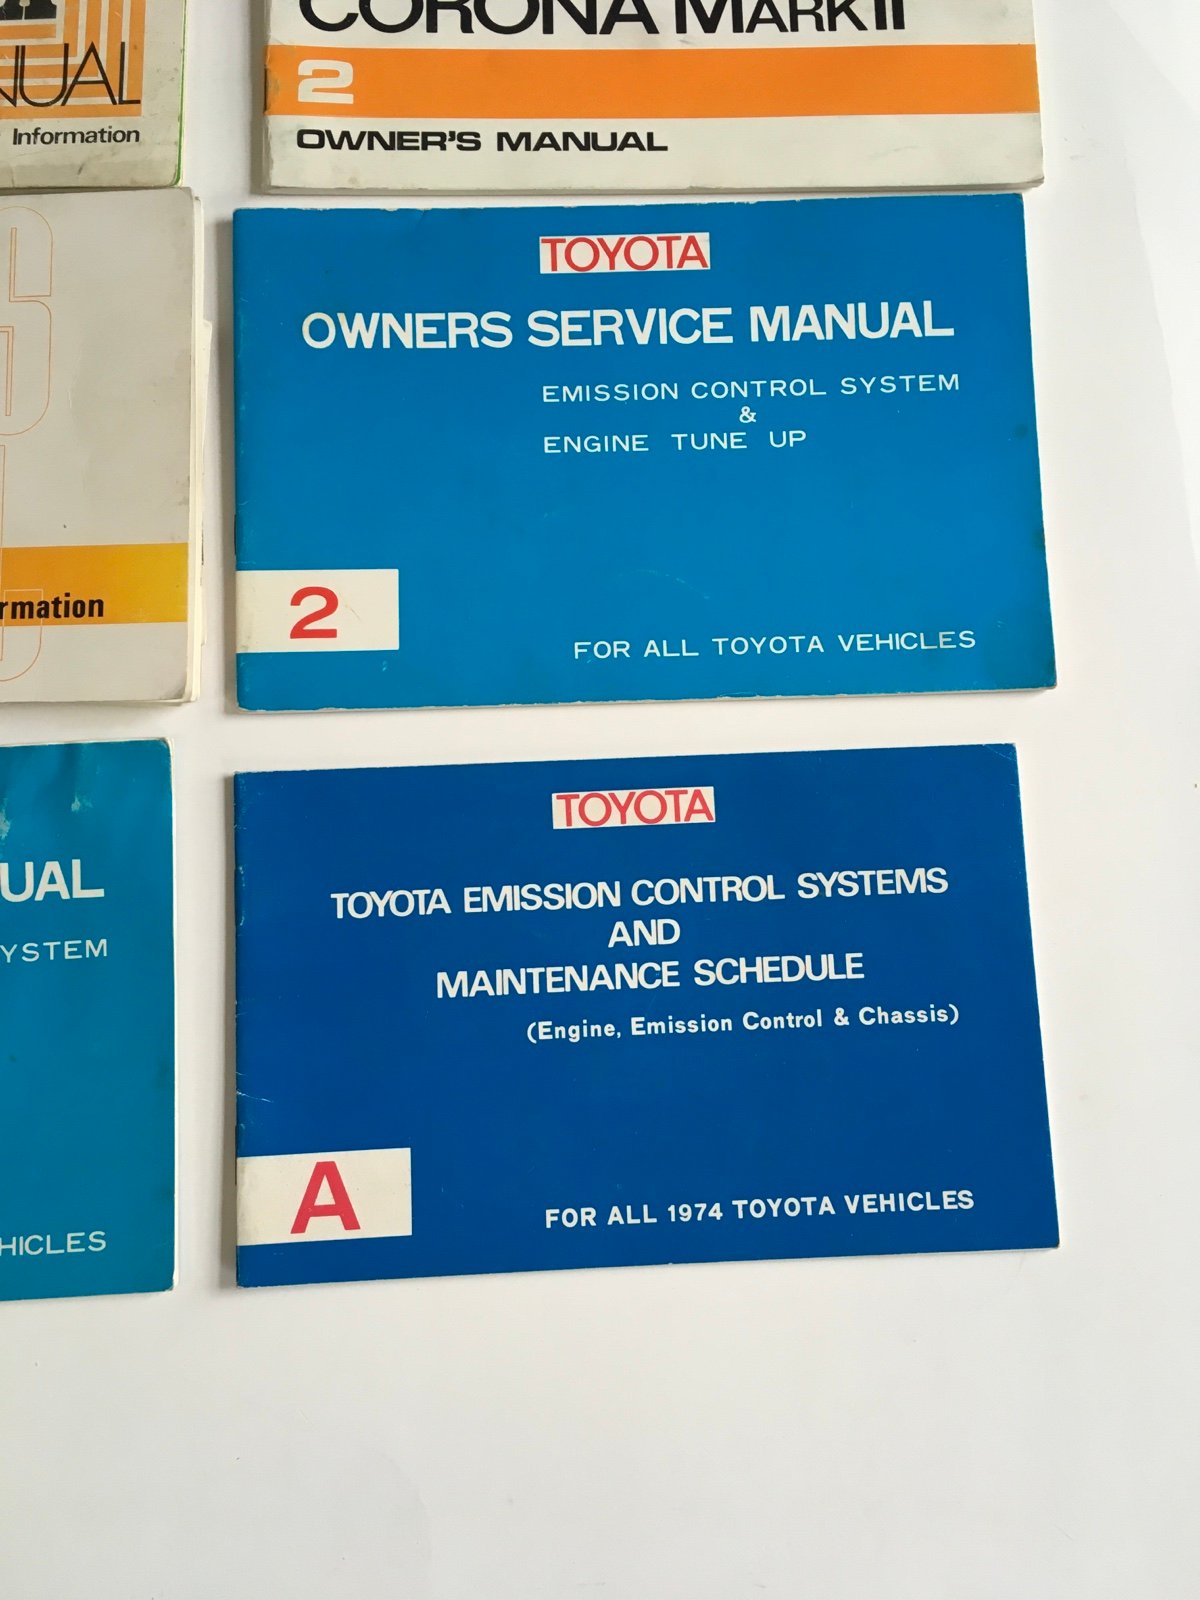 NUAL
Information
CORONA MARK II
2
OWNER'S MANUAL
rmation
TOYOTA
OWNERS SERVICE MANUAL
EMISSION CONTROL SYSTEM
&
ENGINE TUNE UP
2
FOR ALL TOYOTA VEHICLES
UAL
YSTEM
HICLES
TOYOTA
TOYOTA EMISSION CONTROL SYSTEMS
AND
MAINTENANCE SCHEDULE
(Engine, Emission Control & Chassis)
A
FOR ALL 1974 TOYOTA VEHICLES